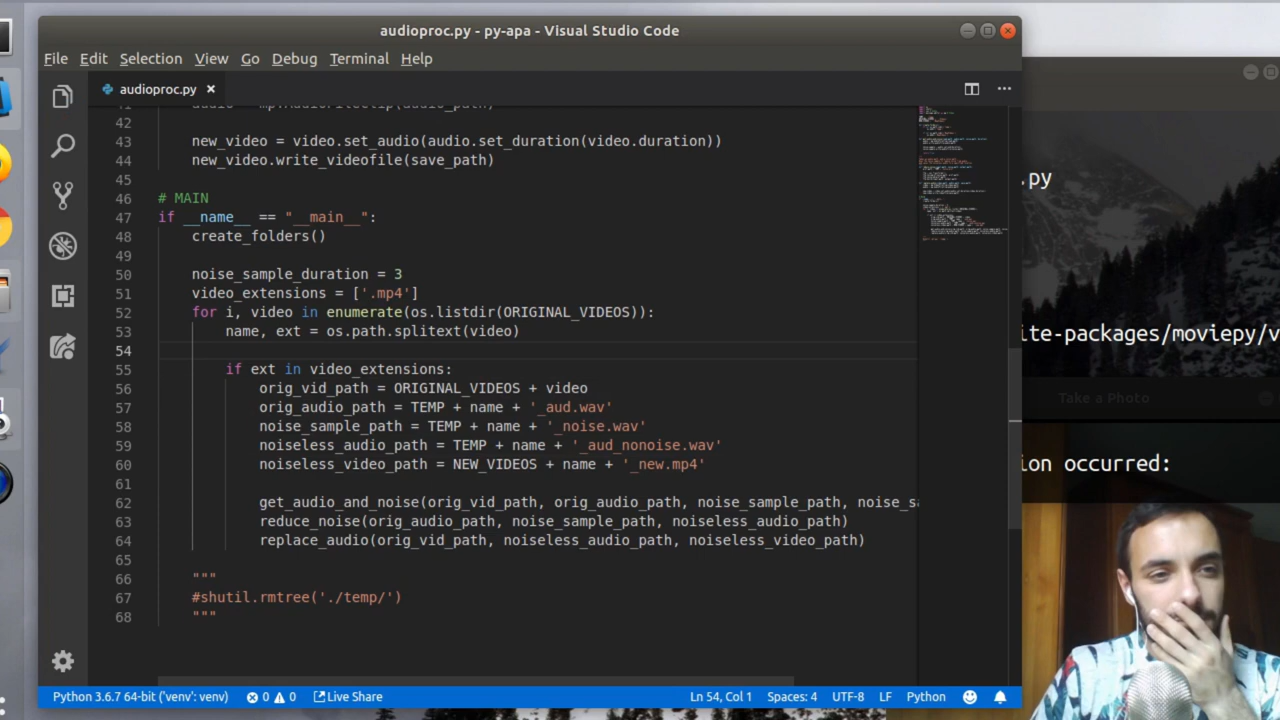 audioproc.py - py-apa - Visual Studio Code
File Edit Selection View Go Debug Terminal Help
audioproc.py
42
43 new_video = video.set_audio(audio.set_duration(video.duration))
44 new_video.write_videofile(save_path)
45
46 # MAIN
47 if __name__ == "__main__":
48 create_folders()
49
50 noise_sample_duration = 3
51 video_extensions = ['.mp4']
52 for i, video in enumerate(os.listdir(ORIGINAL_VIDEOS)):
53 name, ext = os.path.splitext(video)
54
55 if ext in video_extensions:
56 orig_vid_path = ORIGINAL_VIDEOS + video
57 orig_audio_path = TEMP + name + '_aud.wav'
58 noise_sample_path = TEMP + name + '_noise.wav'
59 noiseless_audio_path = TEMP + name + '_aud_nonoise.wav'
60 noiseless_video_path = NEW_VIDEOS + name + '_new.mp4'
61
62 get_audio_and_noise(orig_vid_path, orig_audio_path, noise_sample_path, noise_sa
63 reduce_noise(orig_audio_path, noise_sample_path, noiseless_audio_path)
64 replace_audio(orig_vid_path, noiseless_audio_path, noiseless_video_path)
65
66 """
67 #shutil.rmtree('./temp/')
68 """
Python 3.6.7 64-bit ('venv': venv) 0 0 Live Share Ln 54, Col 1 Spaces: 4 UTF-8 LF Python
.py
ite-packages/moviepy/v
Take a Photo
ion occurred: